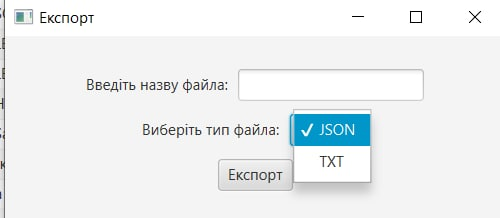 Експорт
Введіть назву файла:
Виберіть тип файла: JSON
TXT
Експорт